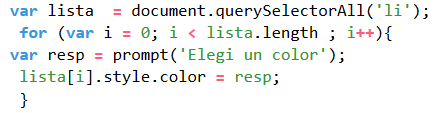 var lista  = document.querySelectorAll('li');
for (var i = 0; i < lista.length ; i++){
var resp = prompt('Elegi un color');
lista[i].style.color = resp;
}